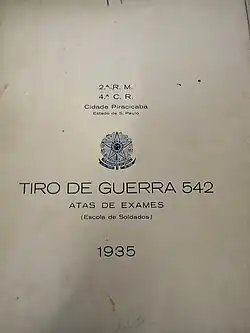 2.ª R. M.
4.ª C. R.
Cidade Piracicaba
Estado de S. Paulo
TIRO DE GUERRA 542
ATAS DE EXAMES
(Escola de Soldados)
1935